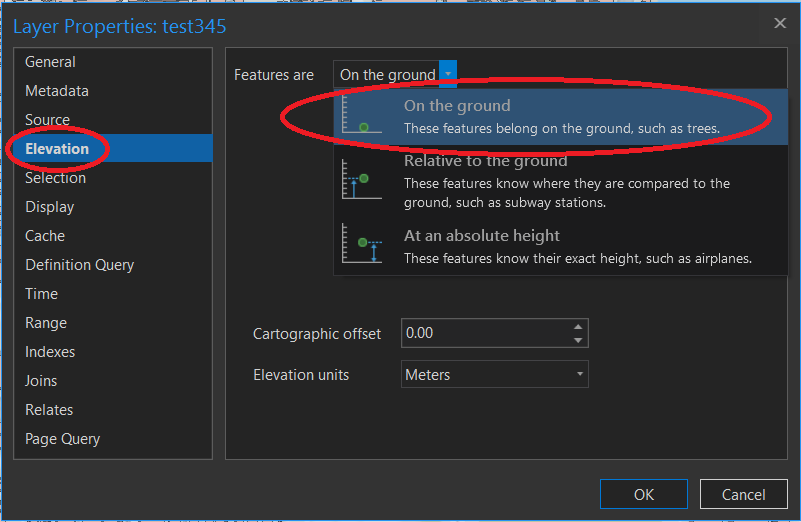 Layer Properties: test345
General
Metadata
Source
Elevation
Selection
Display
Cache
Definition Query
Time
Range
Indexes
Joins
Relates
Page Query
Features are On the ground
On the ground
These features belong on the ground, such as trees.
Relative to the ground
These features know where they are compared to the
ground, such as subway stations.
At an absolute height
These features know their exact height, such as airplanes.
Cartographic offset 0.00
Elevation units Meters
OK Cancel